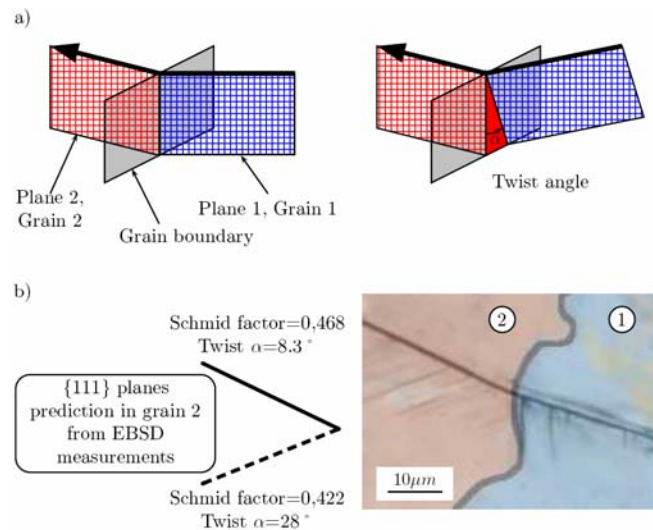 a)
Plane 2,
Grain 2
Grain boundary
Plane 1, Grain 1
α
Twist angle
b)
Schmid factor=0,468
Twist α=8.3 °
{111} planes
prediction in grain 2
from EBSD
measurements
Schmid factor=0,422
Twist α=28 °
2
1
10μm